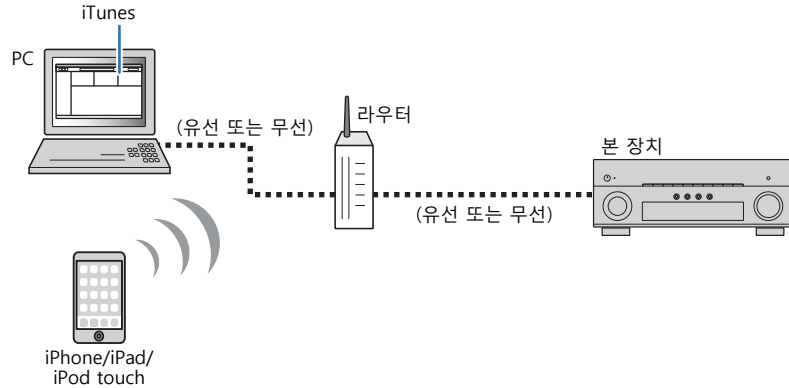 iTunes
PC
(유선 또는 무선)
라우터
본 장치
(유선 또는 무선)
iPhone/iPad/
iPod touch